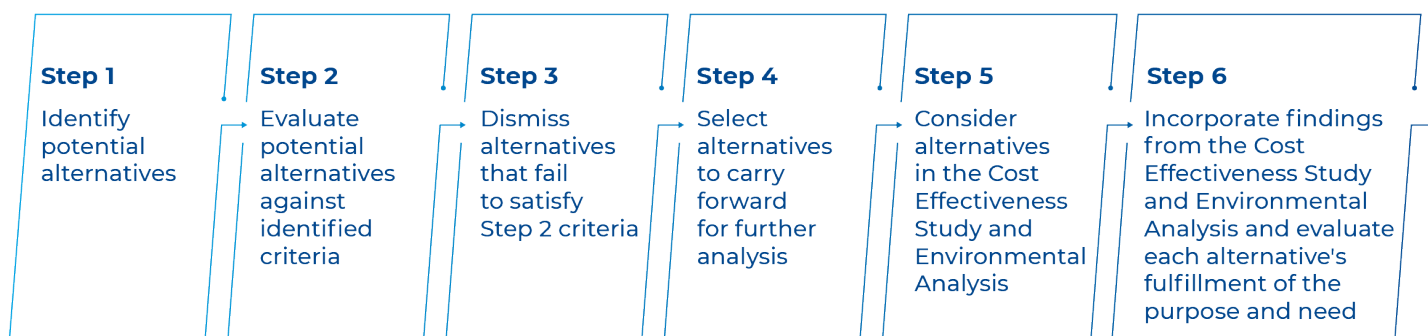 Step 1
Identify
potential
alternatives
Step 2
Evaluate
potential
alternatives
against
identified
criteria
Step 3
Dismiss
alternatives
that fail
to satisfy
Step 2 criteria
Step 4
Select
alternatives
to carry
forward
for further
analysis
Step 5
Consider
alternatives
in the Cost
Effectiveness
Study and
Environmental
Analysis
Step 6
Incorporate findings
from the Cost
Effectiveness Study
and Environmental
Analysis and evaluate
each alternative's
fulfillment of the
purpose and need